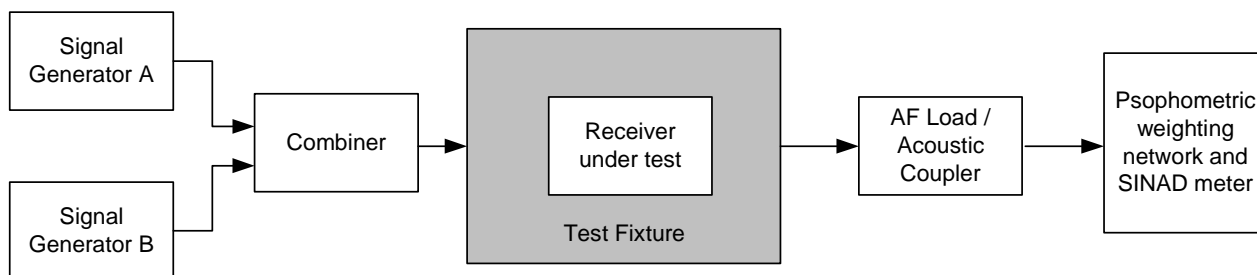 Signal
Generator A
Signal
Generator B
Combiner
Receiver
under test
Test Fixture
AF Load /
Acoustic
Coupler
Psophometric
weighting
network and
SINAD meter